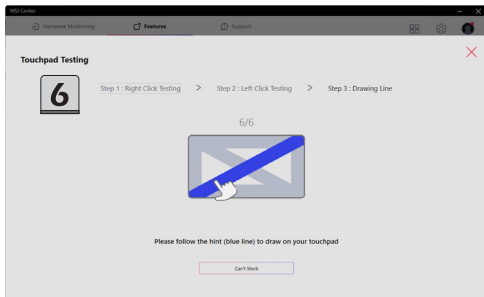 MSI Center
Hardware Monitoring Features Support
Touchpad Testing
6
Step 1 : Right Click Testing > Step 2 : Left Click Testing > Step 3 : Drawing Line
6/6
Please follow the hint (blue line) to draw on your touchpad
Can't Work